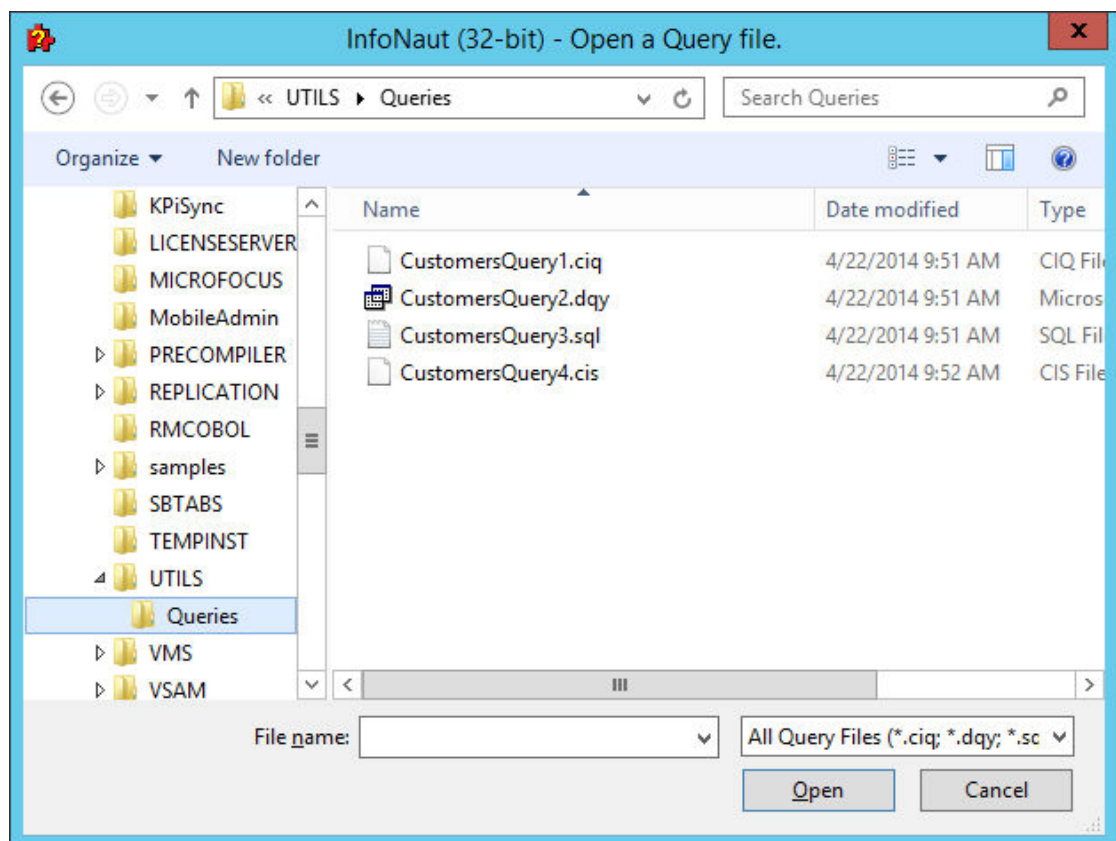 InfoNaut (32-bit) - Open a Query file.
x
« UTILS Queries
Search Queries
Organize New folder
Name Date modified Type
KPiSync
LICENSESERVER
MICROFOCUS
MobileAdmin
PRECOMPILER
REPLICATION
RMCOBOL
samples
SBTABS
TEMPINST
UTILS
Queries
VMS
VSAM
CustomersQuery1.ciq 4/22/2014 9:51 AM CIQ File
CustomersQuery2.dqy 4/22/2014 9:51 AM Micros
CustomersQuery3.sql 4/22/2014 9:51 AM SQL Fil
CustomersQuery4.cis 4/22/2014 9:52 AM CIS File
File name:
All Query Files (*.ciq; *.dqy; *.sq
Open Cancel